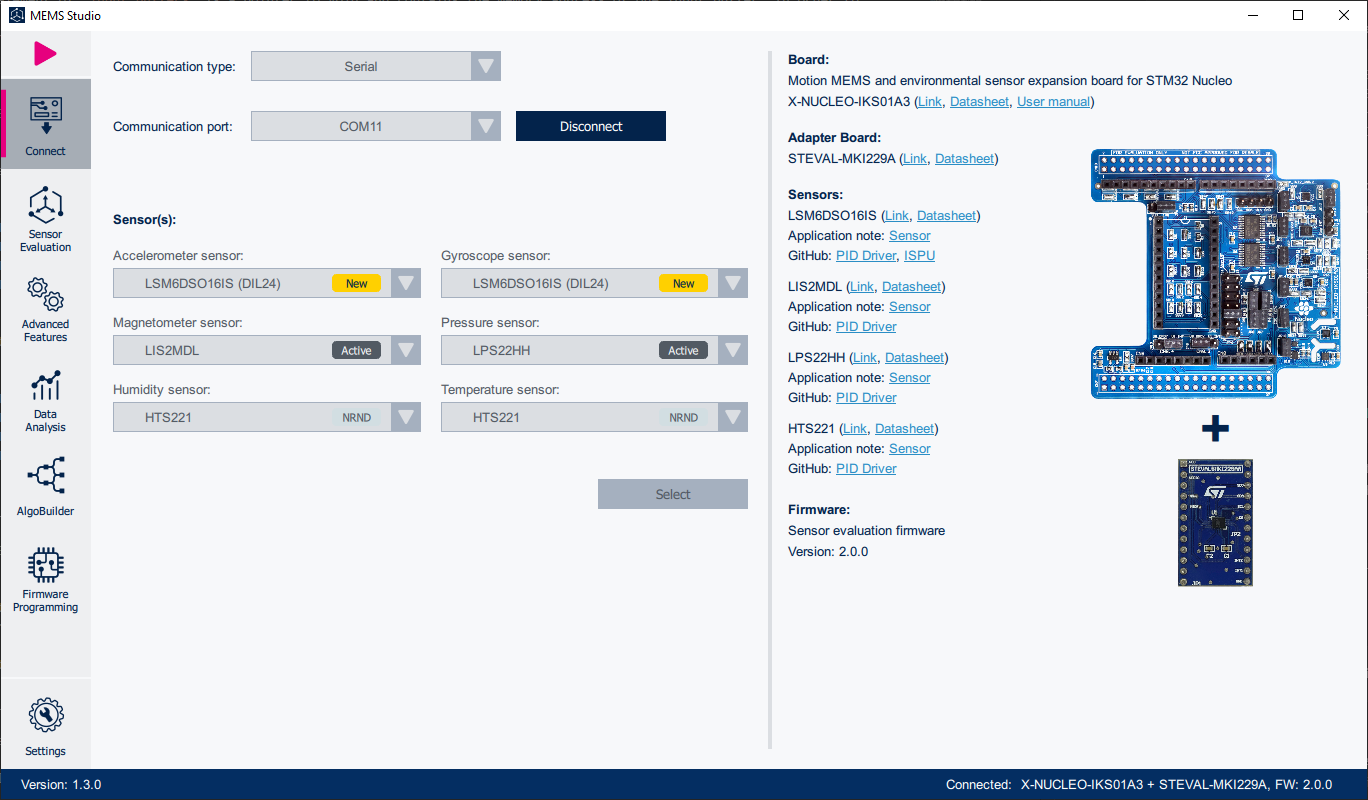 MEMS Studio
Communication type:
Serial
Communication port:
COM11
Disconnect
Connect
Sensor
Evaluation
Advanced
Features
Data
Analysis
AlgoBuilder
Firmware
Programming
Settings
Sensor(s):
Accelerometer sensor:
LSM6DSO16IS (DIL24) New
Gyroscope sensor:
LSM6DSO16IS (DIL24) New
Magnetometer sensor:
LIS2MDL Active
Pressure sensor:
LPS22HH Active
Humidity sensor:
HTS221 NRND
Temperature sensor:
HTS221 NRND
Select
Board:
Motion MEMS and environmental sensor expansion board for STM32 Nucleo
X-NUCLEO-IKS01A3 (Link, Datasheet, User manual)
Adapter Board:
STEVAL-MKI229A (Link, Datasheet)
Sensors:
LSM6DSO16IS (Link, Datasheet)
Application note: Sensor
GitHub: PID Driver, ISPU
LIS2MDL (Link, Datasheet)
Application note: Sensor
GitHub: PID Driver
LPS22HH (Link, Datasheet)
Application note: Sensor
GitHub: PID Driver
HTS221 (Link, Datasheet)
Application note: Sensor
GitHub: PID Driver
Firmware:
Sensor evaluation firmware
Version: 2.0.0
ST
Nucleo
ST
U1
JP2
JP1
Version: 1.3.0
Connected: X-NUCLEO-IKS01A3 + STEVAL-MKI229A, FW: 2.0.0